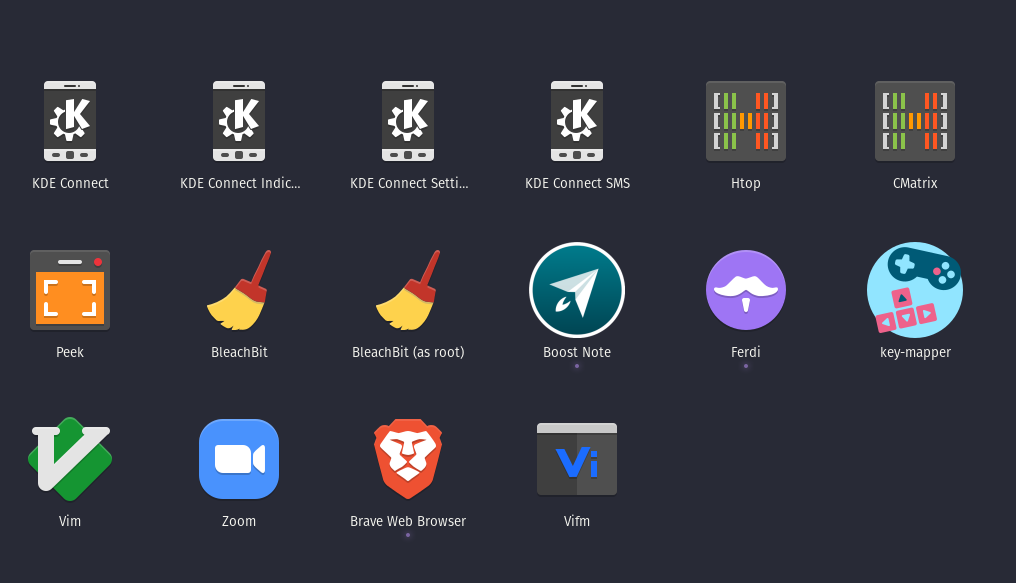 KDE Connect
KDE Connect Indic...
KDE Connect Setti...
KDE Connect SMS
Htop
CMatrix
Peek
BleachBit
BleachBit (as root)
Boost Note
Ferdi
key-mapper
Vi
Vim
Zoom
Brave Web Browser
Vifm